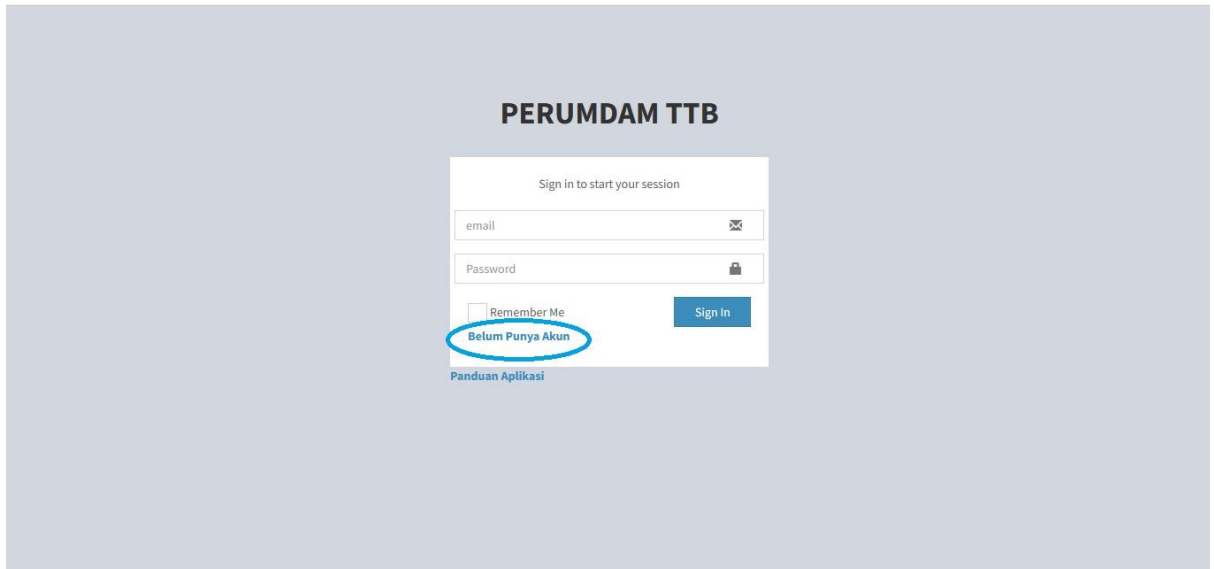 PERUMDAM TTB
Sign in to start your session
email
Password
Remember Me
Sign In
Belum Punya Akun
Panduan Aplikasi